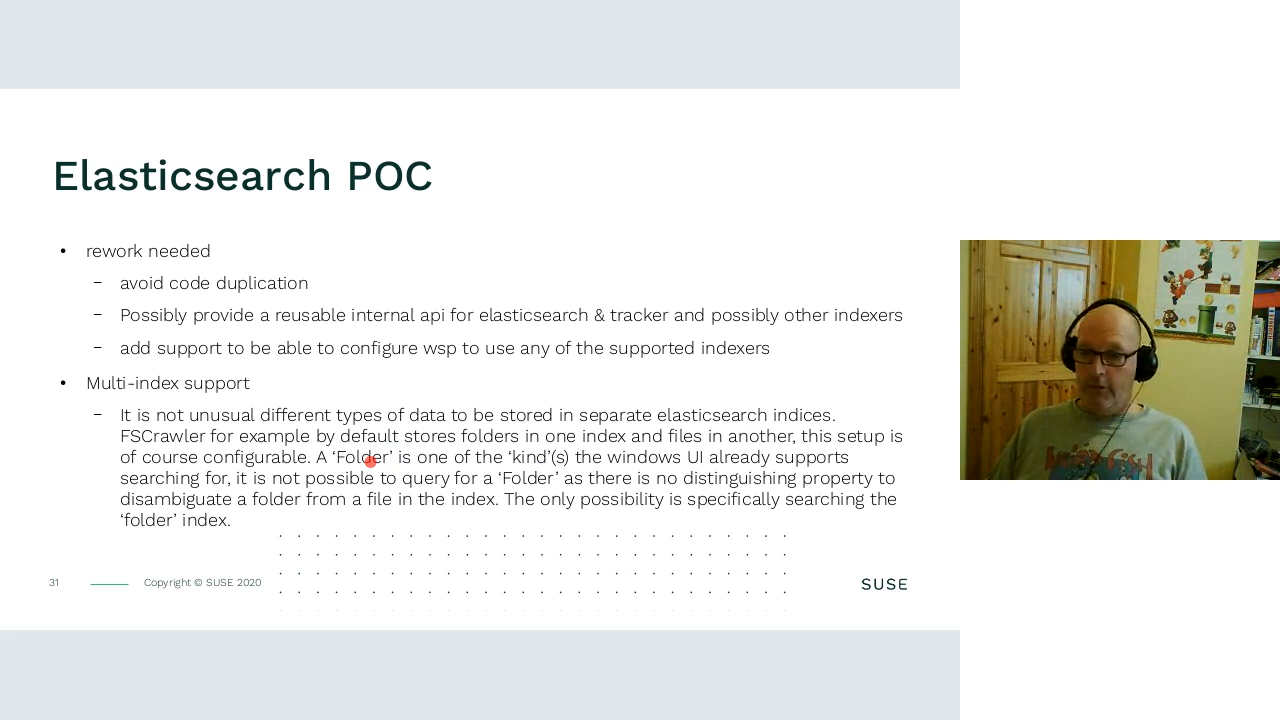 Elasticsearch POC
• rework needed
– avoid code duplication
– Possibly provide a reusable internal api for elasticsearch & tracker and possibly other indexers
– add support to be able to configure wsp to use any of the supported indexers
• Multi-index support
– It is not unusual different types of data to be stored in separate elasticsearch indices.
FSCrawler for example by default stores folders in one index and files in another, this setup is
of course configurable. A ‘Folder’ is one of the ‘kind’(s) the windows UI already supports
searching for, it is not possible to query for a ‘Folder’ as there is no distinguishing property to
disambiguate a folder from a file in the index. The only possibility is specifically searching the
‘folder’ index.
31
Copyright © SUSE 2020
SUSE